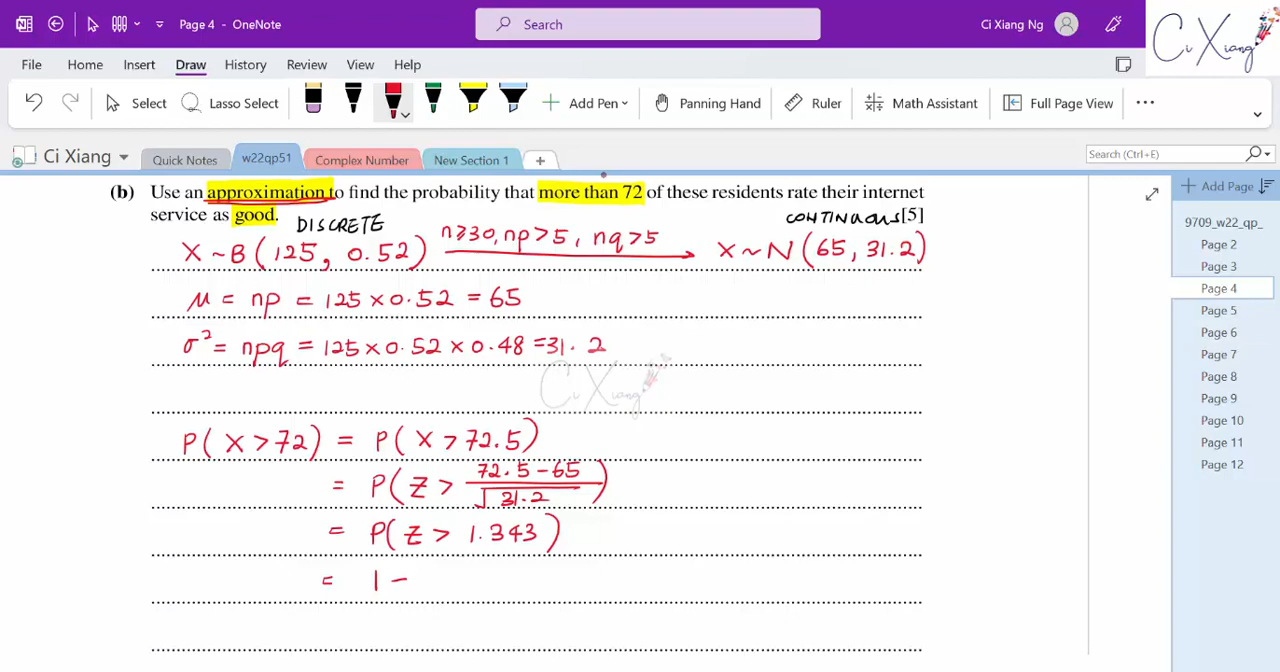 Page 4 - OneNote
Search
Ci Xiang Ng
Ci Xiang
File Home Insert Draw History Review View Help
Select Lasso Select Add Pen Panning Hand Ruler Math Assistant Full Page View
Ci Xiang Quick Notes w22qp51 Complex Number New Section 1 + Search (Ctrl+E)
Add Page
9709_w22_qp_
Page 2
Page 3
Page 4
Page 5
Page 6
Page 7
Page 8
Page 9
Page 10
Page 11
Page 12
(b) Use an approximation to find the probability that more than 72 of these residents rate their internet
service as good. DISCRETE CONTINUOUS [5]
X ~ B(125, 0.52) n≥30, np>5, nq>5 X ~ N(65, 31.2)
μ = np = 125 × 0.52 = 65
σ² = npq = 125 × 0.52 × 0.48 = 31.2
Ci Xiang
P(X > 72) = P(X > 72.5)
= P(Z > (72.5 - 65)/√31.2)
= P(Z > 1.343)
= 1 -